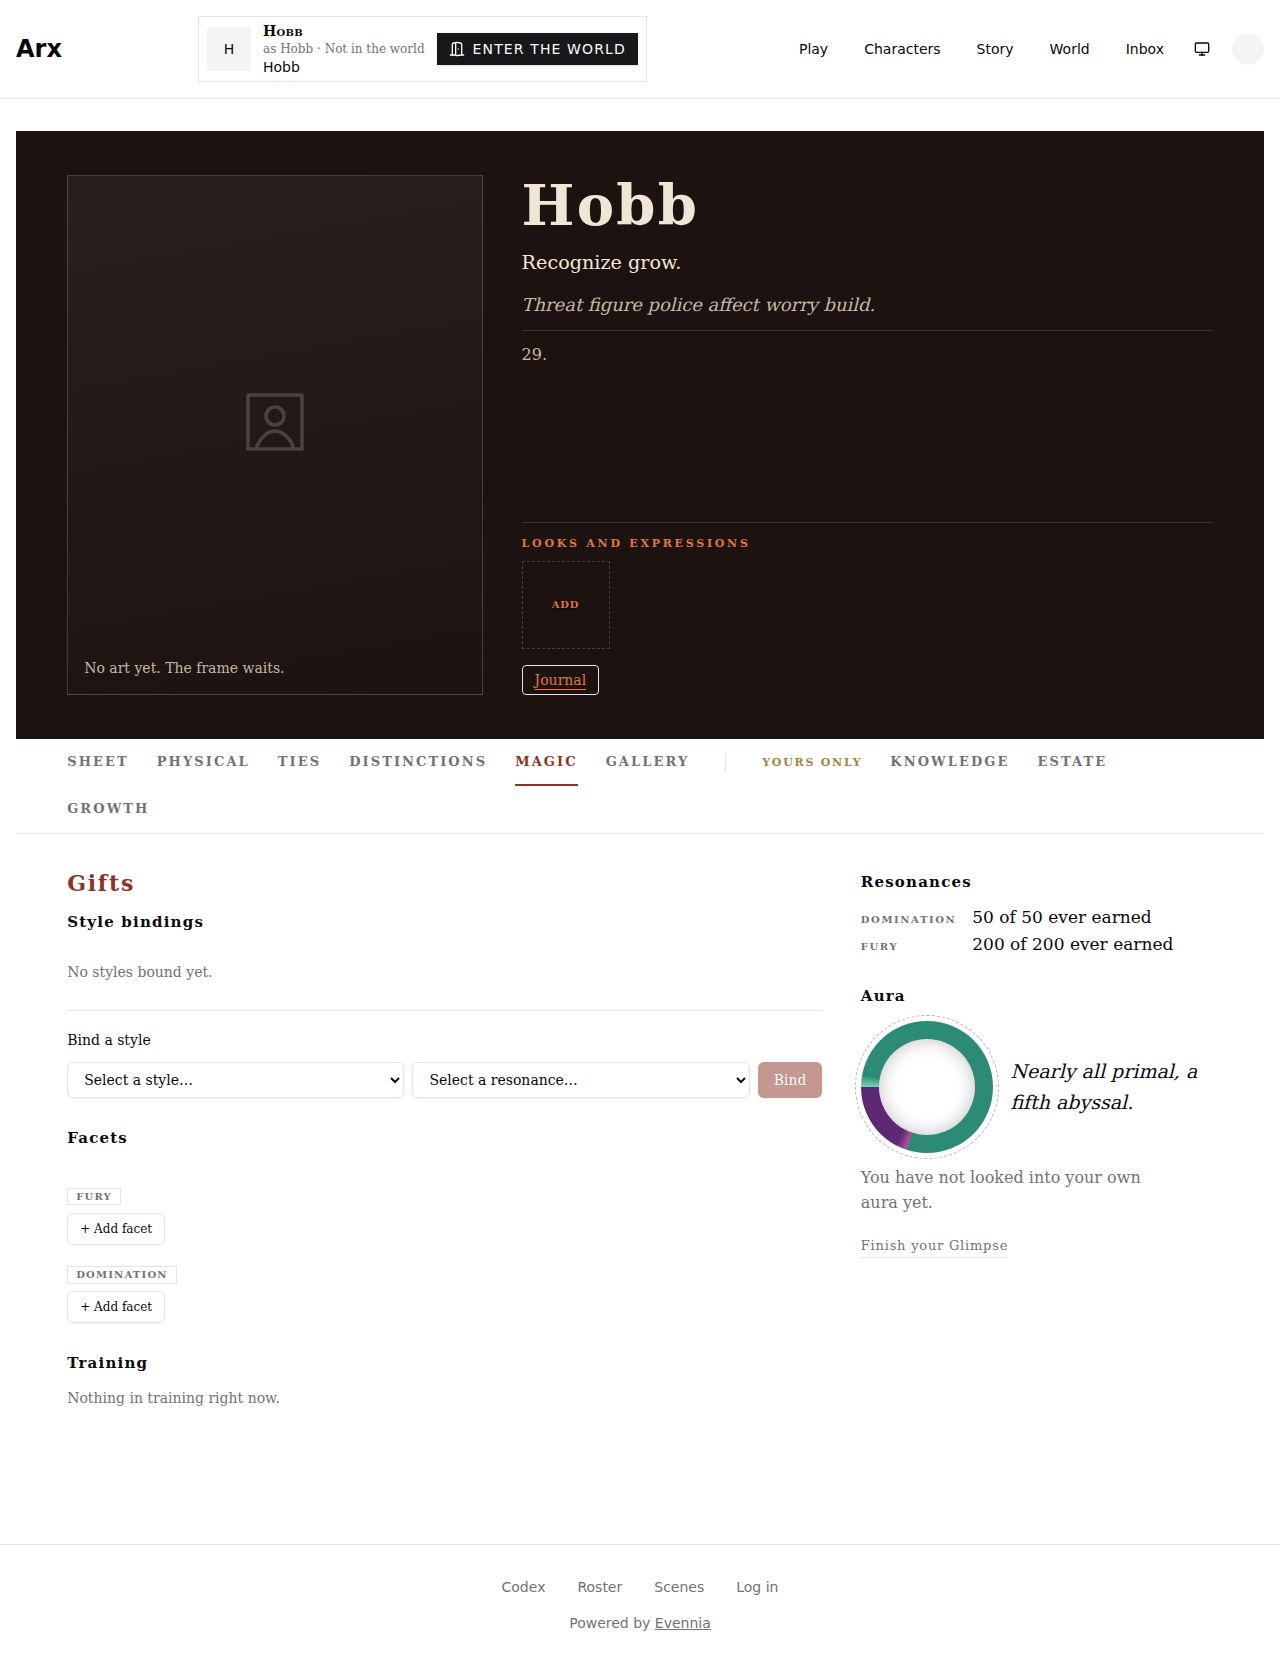 Arx
H
Hobb
as Hobb · Not in the world
Hobb
ENTER THE WORLD
Play
Characters
Story
World
Inbox
Hobb
Recognize grow.
Threat figure police affect worry build.
29.
LOOKS AND EXPRESSIONS
ADD
Journal
No art yet. The frame waits.
SHEET
PHYSICAL
TIES
DISTINCTIONS
MAGIC
GALLERY
YOURS ONLY
KNOWLEDGE
ESTATE
GROWTH
Gifts
Style bindings
No styles bound yet.
Bind a style
Select a style...
Select a resonance...
Bind
Facets
FURY
+ Add facet
DOMINATION
+ Add facet
Training
Nothing in training right now.
Resonances
DOMINATION 50 of 50 ever earned
FURY 200 of 200 ever earned
Aura
Nearly all primal, a
fifth abyssal.
You have not looked into your own
aura yet.
Finish your Glimpse
Codex
Roster
Scenes
Log in
Powered by Evennia